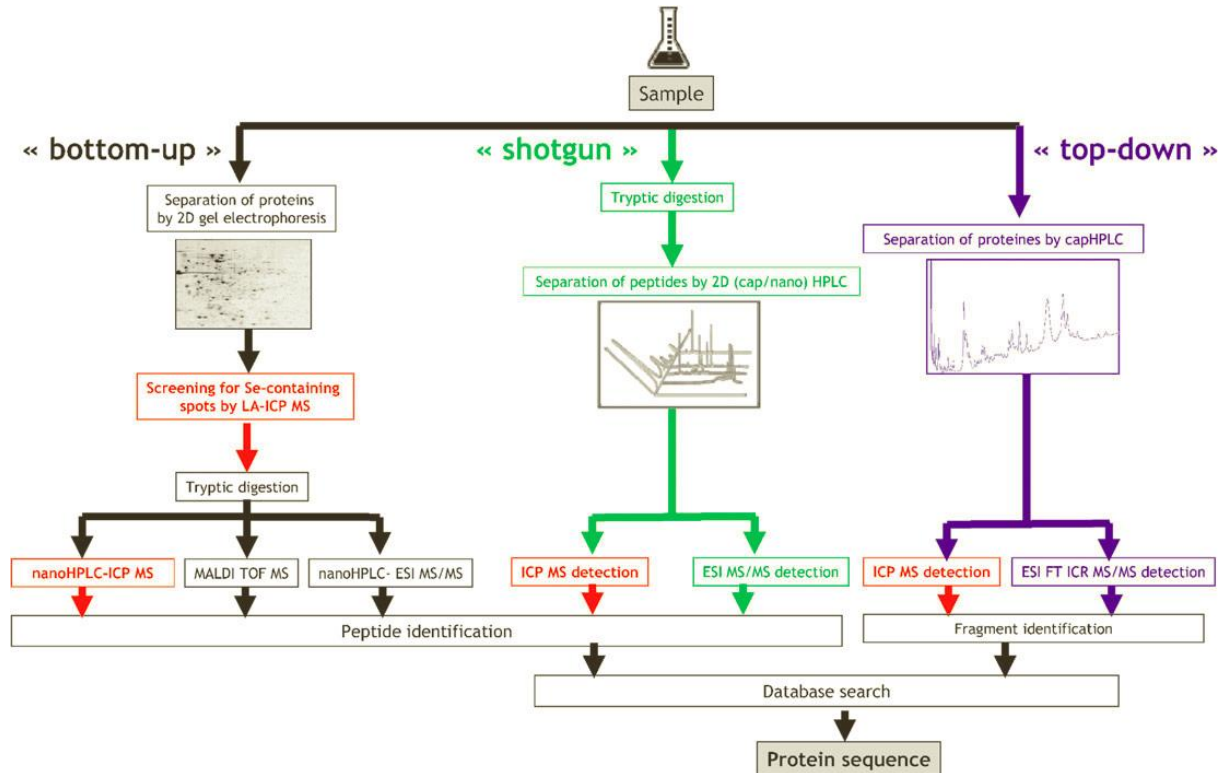 Sample
« bottom-up »
« shotgun »
« top-down »
Separation of proteins
by 2D gel electrophoresis
Tryptic digestion
Separation of proteines by capHPLC
Separation of peptides by 2D (cap/nano) HPLC
Screening for Se-containing
spots by LA-ICP MS
Tryptic digestion
nanoHPLC-ICP MS
MALDI TOF MS
nanoHPLC- ESI MS/MS
ICP MS detection
ESI MS/MS detection
ICP MS detection
ESI FT ICR MS/MS detection
Peptide identification
Fragment identification
Database search
Protein sequence